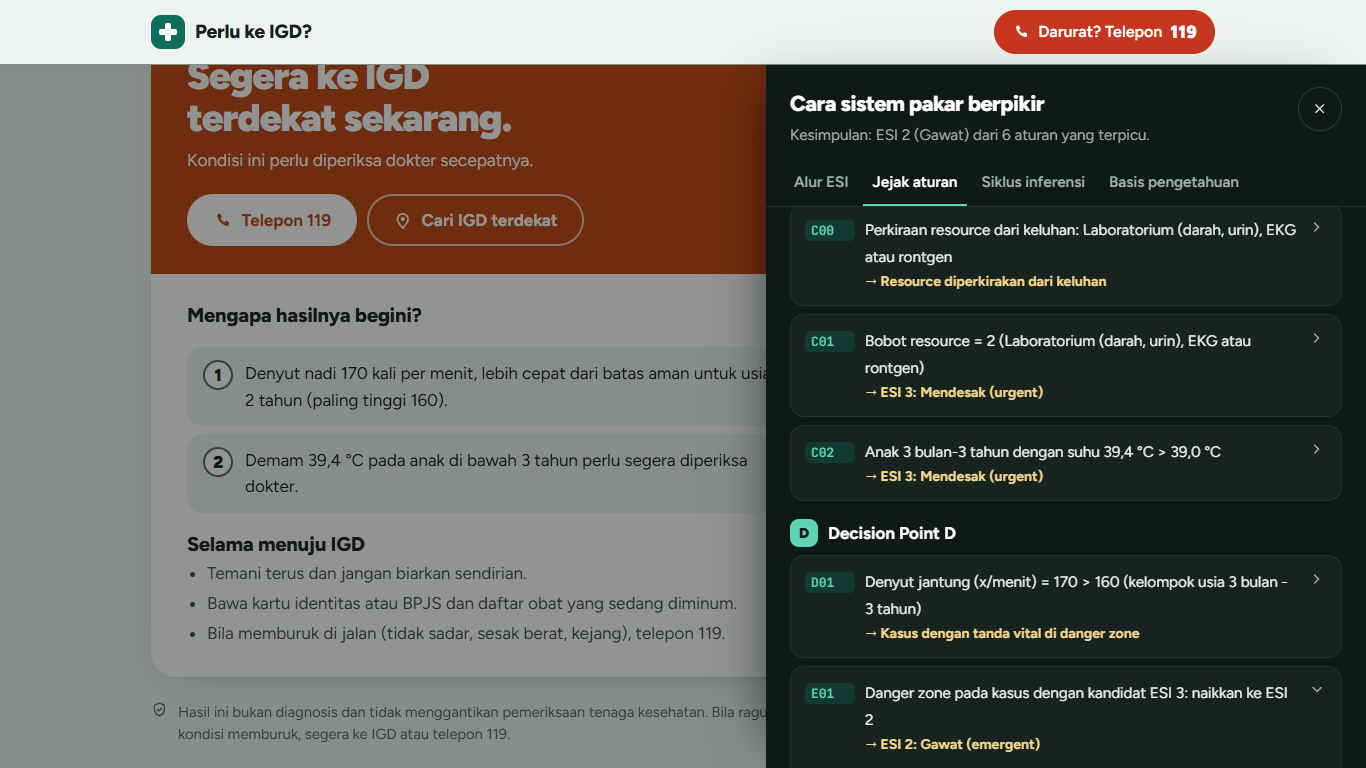 Perlu ke IGD?
Darurat? Telepon 119
Segera ke IGD
terdekat sekarang.
Kondisi ini perlu diperiksa dokter secepatnya.
Telepon 119
Cari IGD terdekat
Mengapa hasilnya begini?
1
Denyut nadi 170 kali per menit, lebih cepat dari batas aman untuk usia
2 tahun (paling tinggi 160).
2
Demam 39,4 °C pada anak di bawah 3 tahun perlu segera diperiksa
dokter.
Selama menuju IGD
• Temani terus dan jangan biarkan sendirian.
• Bawa kartu identitas atau BPJS dan daftar obat yang sedang diminum.
• Bila memburuk di jalan (tidak sadar, sesak berat, kejang), telepon 119.
Hasil ini bukan diagnosis dan tidak menggantikan pemeriksaan tenaga kesehatan. Bila ragu
kondisi memburuk, segera ke IGD atau telepon 119.
Cara sistem pakar berpikir
Kesimpulan: ESI 2 (Gawat) dari 6 aturan yang terpicu.
Alur ESI
Jejak aturan
Siklus inferensi
Basis pengetahuan
C00
Perkiraan resource dari keluhan: Laboratorium (darah, urin), EKG
atau rontgen
→ Resource diperkirakan dari keluhan
C01
Bobot resource = 2 (Laboratorium (darah, urin), EKG atau
rontgen)
→ ESI 3: Mendesak (urgent)
C02
Anak 3 bulan-3 tahun dengan suhu 39,4 °C > 39,0 °C
→ ESI 3: Mendesak (urgent)
D
Decision Point D
D01
Denyut jantung (x/menit) = 170 > 160 (kelompok usia 3 bulan -
3 tahun)
→ Kasus dengan tanda vital di danger zone
E01
Danger zone pada kasus dengan kandidat ESI 3: naikkan ke ESI
2
→ ESI 2: Gawat (emergent)